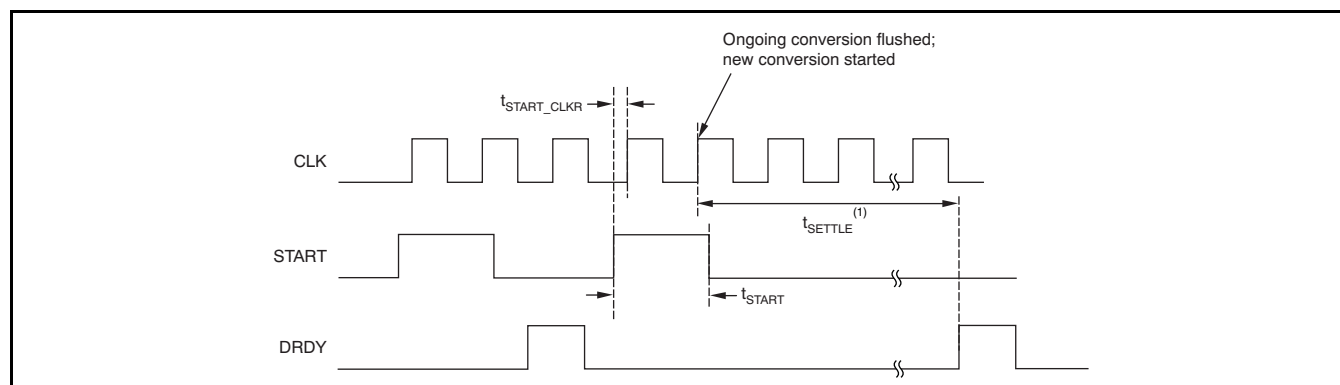 Ongoing conversion flushed;
new conversion started
tSTART_CLKR
CLK
tSETTLE(1)
START
tSTART
DRDY